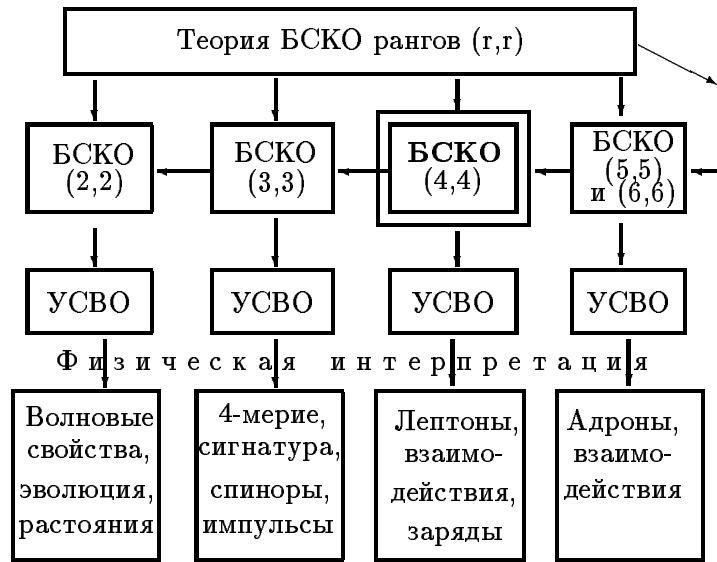 Теория БСКО рангов (r,r)
БСКО
(2,2)
БСКО
(3,3)
БСКО
(4,4)
БСКО
(5,5)
и (6,6)
УСВО
УСВО
УСВО
УСВО
Физическая интерпретация
Волновые
свойства,
эволюция,
растояния
4-мерие,
сигнатура,
спиноры,
импульсы
Лептоны,
взаимо-
действия,
заряды
Адроны,
взаимо-
действия